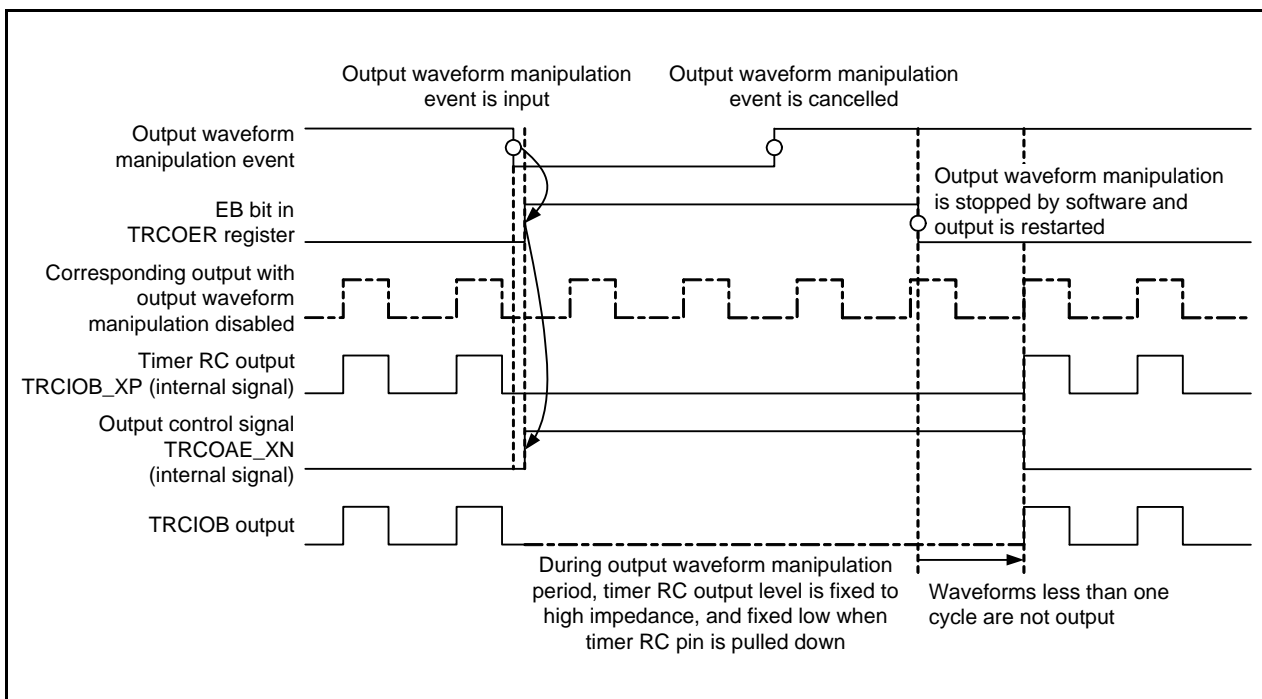 Output waveform manipulation
event is input
Output waveform manipulation
event is cancelled
Output waveform
manipulation event
Output waveform manipulation
is stopped by software and
output is restarted
EB bit in
TRCOER register
Corresponding output with
output waveform
manipulation disabled
Timer RC output
TRCIOB_XP (internal signal)
Output control signal
TRCOAE_XN
(internal signal)
TRCIOB output
During output waveform manipulation
period, timer RC output level is fixed to
high impedance, and fixed low when
timer RC pin is pulled down
Waveforms less than one
cycle are not output